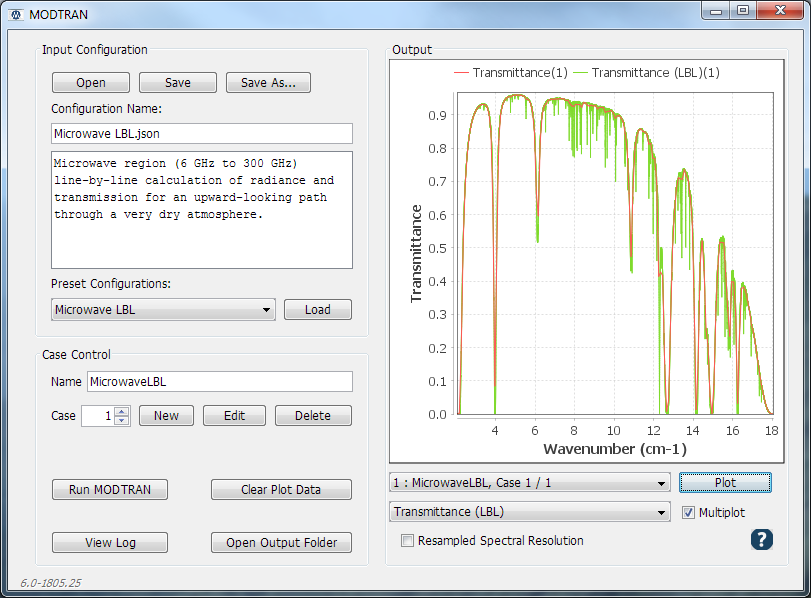 MODTRAN
Input Configuration
Open
Save
Save As...
Configuration Name:
Microwave LBL.json
Microwave region (6 GHz to 300 GHz)
line-by-line calculation of radiance and
transmission for an upward-looking path
through a very dry atmosphere.
Preset Configurations:
Microwave LBL
Load
Case Control
Name
MicrowaveLBL
Case
1
New
Edit
Delete
Run MODTRAN
Clear Plot Data
View Log
Open Output Folder
6.0-1805.25
Output
Transmittance(1)
Transmittance (LBL)(1)
Transmittance
0.9
0.8
0.7
0.6
0.5
0.4
0.3
0.2
0.1
0.0
4 6 8 10 12 14 16 18
Wavenumber (cm-1)
1 : MicrowaveLBL, Case 1 / 1
Plot
Transmittance (LBL)
Multiplot
Resampled Spectral Resolution
?